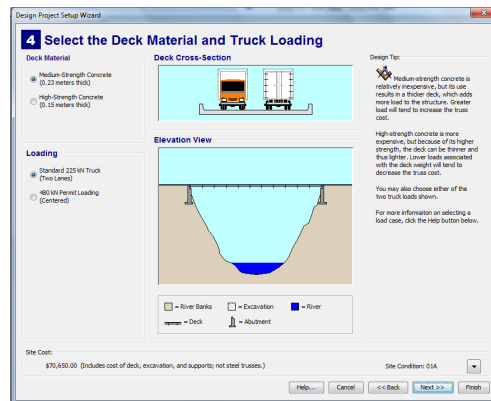 Design Project Setup Wizard
4 Select the Deck Material and Truck Loading
Deck Material
Medium-Strength Concrete
(0.23 meters thick)
High-Strength Concrete
(0.15 meters thick)
Loading
Standard 225 kN Truck
(Two Lanes)
480 kN Permit Loading
(Centered)
Deck Cross-Section
Elevation View
= River Banks
= Excavation
= River
= Deck
= Abutment
Design Tip:
Medium-strength concrete is
relatively inexpensive, but its use
results in a thicker deck, which adds
more load to the structure. Greater
load will tend to increase the truss
cost.
High-strength concrete is more
expensive, but because of its higher
strength, the deck can be thinner and
thus lighter. Lower loads associated
with the deck weight will tend to
decrease the truss cost.
You may also choose either of the
two truck loads shown.
For more informaiton on selecting a
load case, click the Help button below.
Site Cost:
$70,650.00 (Includes cost of deck, excavation, and supports; not steel trusses.)
Site Condition: 01A
Help...
Cancel
<< Back
Next >>
Finish